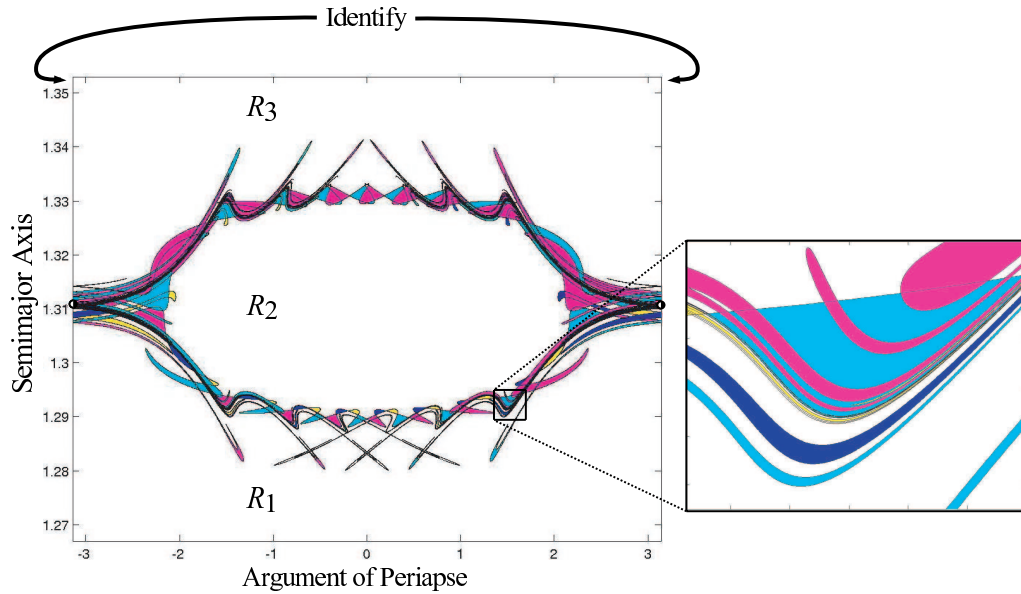 Identify
1.35
R3
1.34
1.33
1.32
1.31
R2
1.3
1.29
1.28
R1
1.27
Semimajor Axis
-3 -2 -1 0 1 2 3
Argument of Periapse